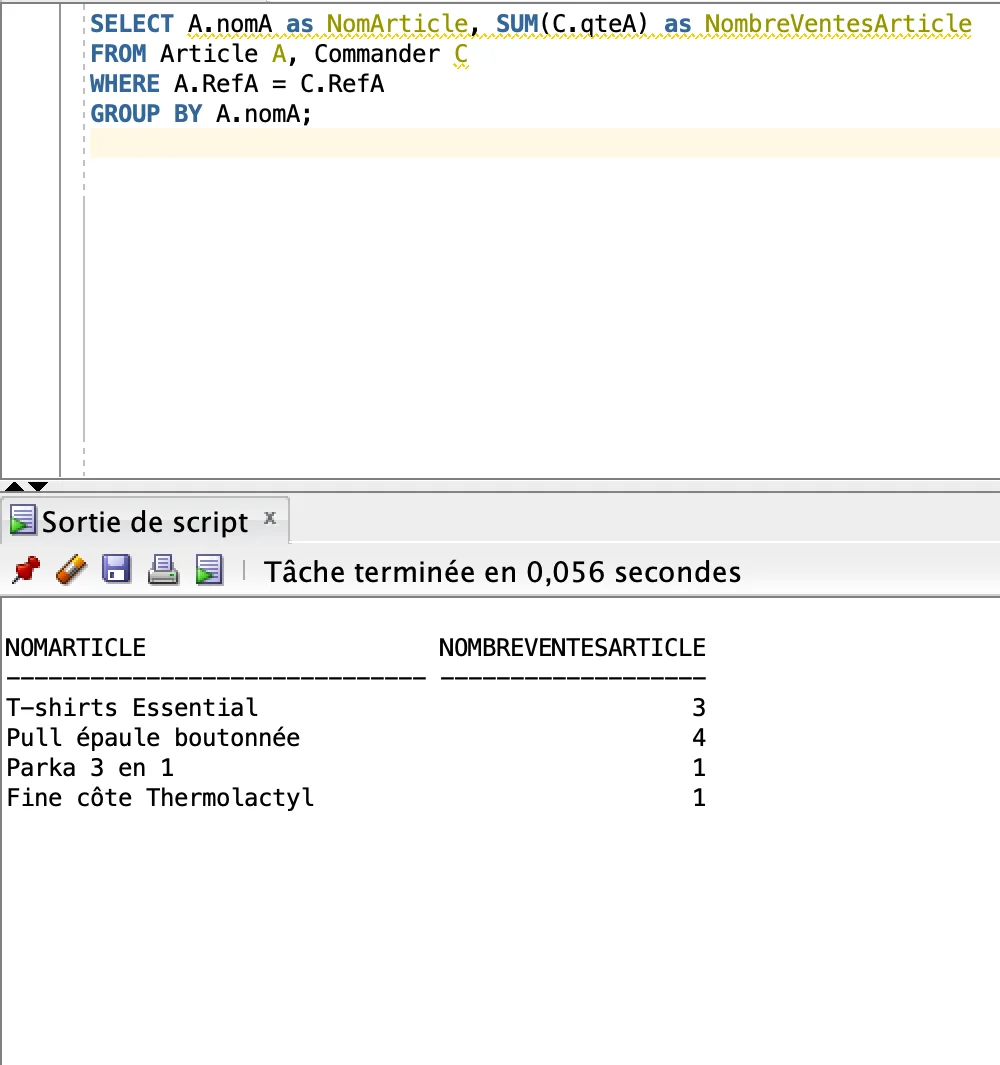 SELECT A.nomA as NomArticle, SUM(C.qteA) as NombreVentesArticle
FROM Article A, Commander C
WHERE A.RefA = C.RefA
GROUP BY A.nomA;
Sortie de script x
Tâche terminée en 0,056 secondes
NOMARTICLE NOMBREVENTESARTICLE
------------------------------ -------------------
T-shirts Essential 3
Pull épaule boutonnée 4
Parka 3 en 1 1
Fine côte Thermolactyl 1